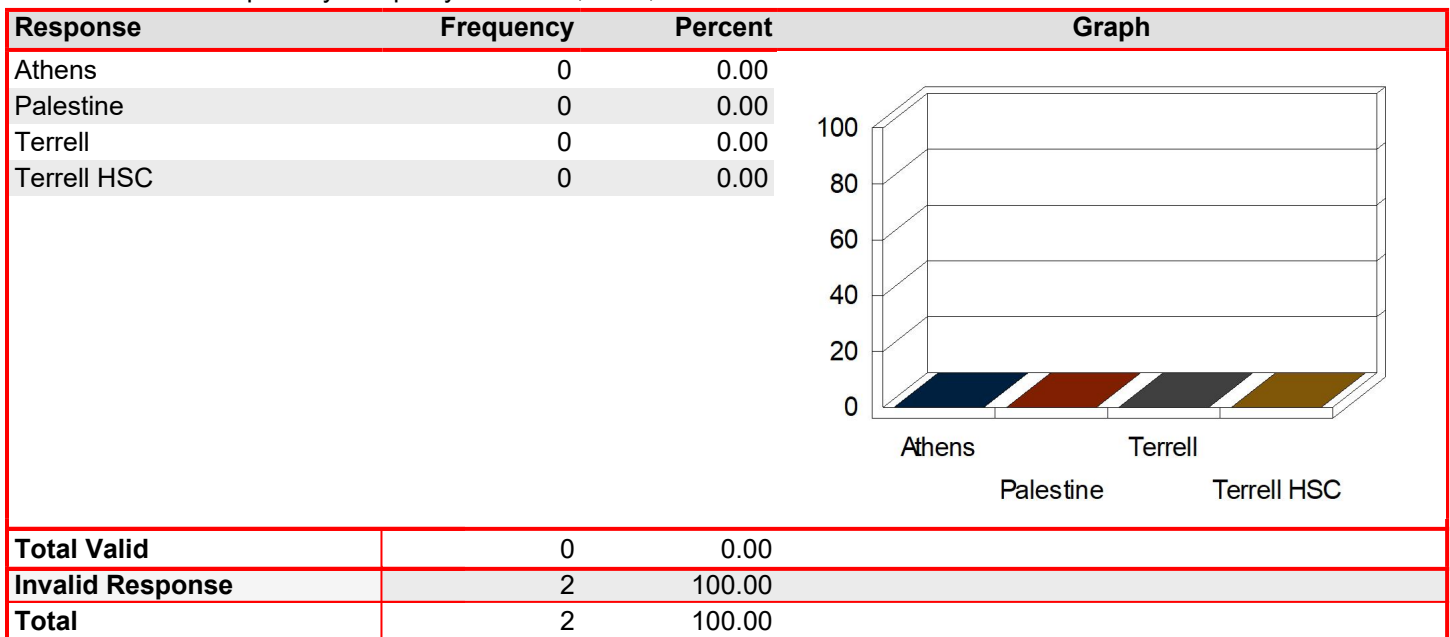 Response Frequency Percent Graph
Athens 0 0.00
Palestine 0 0.00
Terrell 0 0.00
Terrell HSC 0 0.00
100
80
60
40
20
0
Athens Terrell
Palestine Terrell HSC
Total Valid 0 0.00
Invalid Response 2 100.00
Total 2 100.00